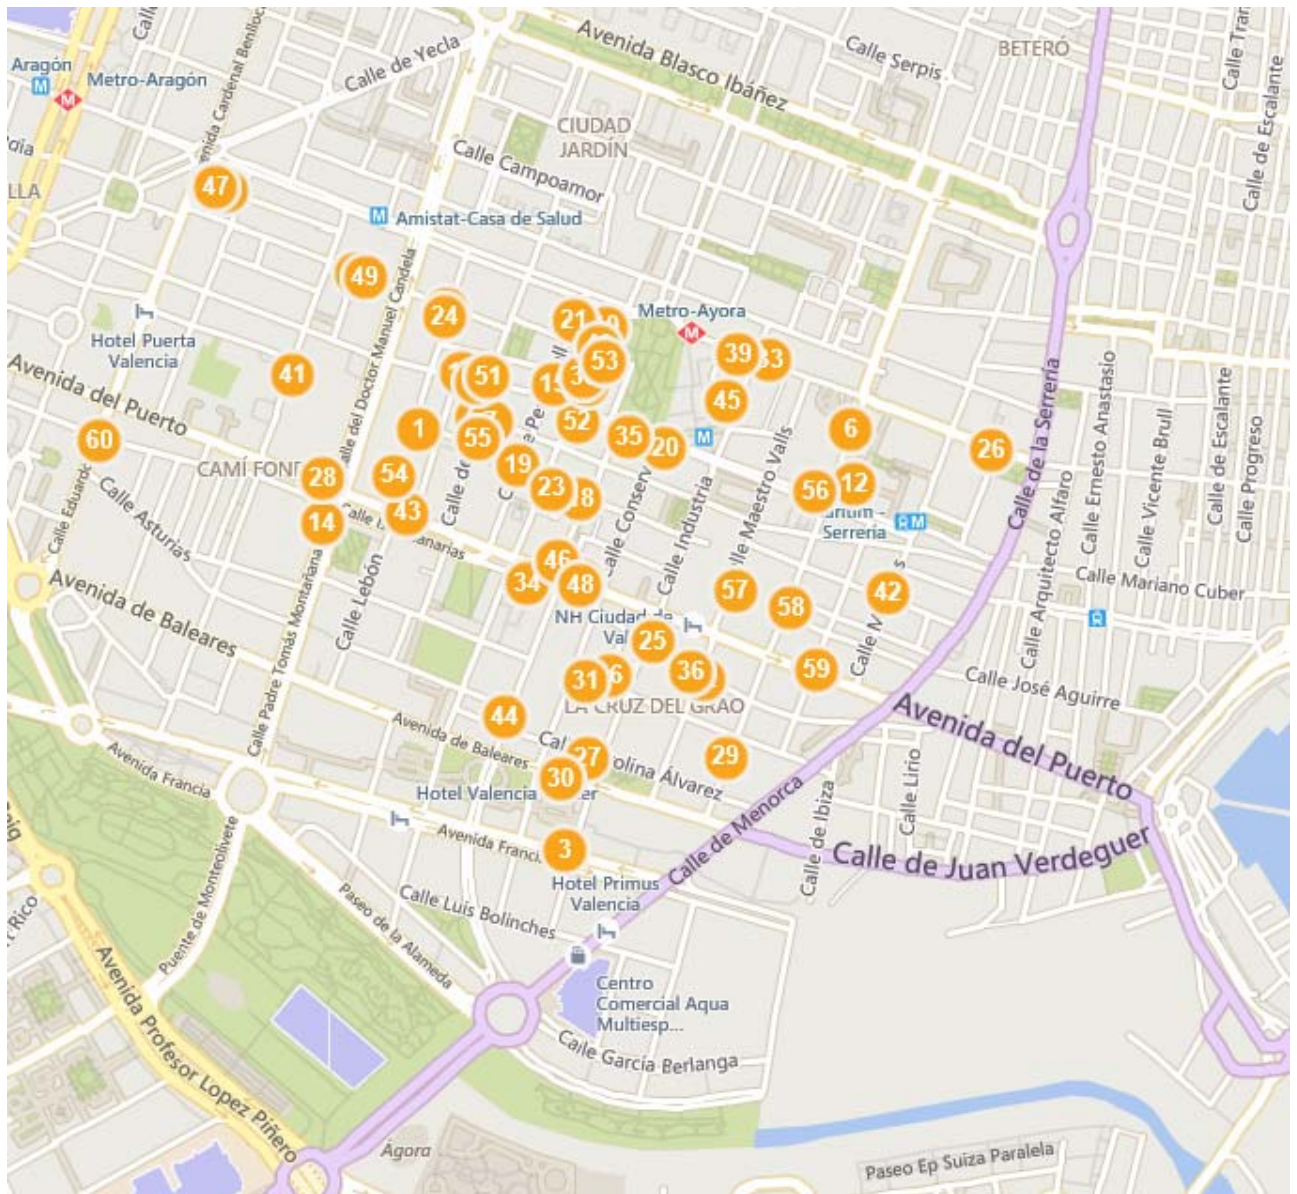 Avenida Blasco Ibáñez
Calle Serpis
BETERÓ
Calle de Escalante
Calle de Yecla
Aragón
M
Metro-Aragón
M
CIUDAD
JARDÍN
Calle Campoamor
LLA
47
M
Amistat-Casa de Salud
49
24
21
Metro-Ayora
M
Hotel Puerta
Valencia
53
39
33
41
51
45
Avenida del Puerto
1
52
35
20
M
6
26
60
55
19
28
54
23
56
12
Serrería
M
14
43
Calle Asturias
Calle Lebón
Calle Industria
Calle de la Serrería
Calle Arquitecto Alfaro
Calle Ernesto Anastasio
Calle Vicente Brull
Calle de Escalante
Calle Progreso
46
34
48
57
58
42
Calle Mariano Cuber
Avenida de Baleares
Calle Padre Tomás Montañana
NH Ciudad de
25
36
59
31
LA CRUZ DEL GRAO
Calle José Aguirre
44
Avenida de Baleares
27
29
30
Avenida del Puerto
Avenida Francia
Calle de Menorca
Calle de Ibiza
Calle Lirio
Calle de Juan Verdeguer
3
Hotel Primus
Valencia
Puente de Monteolivete
Paseo de la Alameda
Calle Luis Bolinches
Centro
Comercial Aqua
Multiesp...
Calle García Berlanga
Avenida Profesor Lopez Piñero
Ágora
Paseo Ep Suiza Paralela